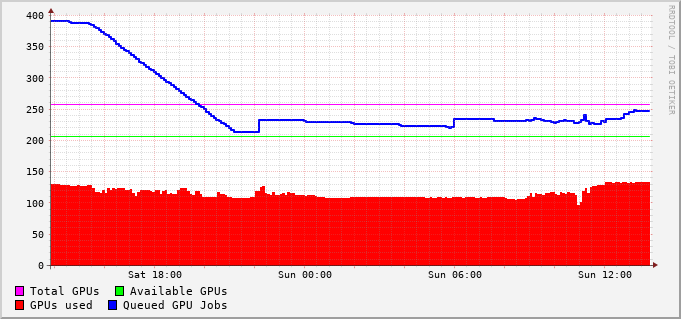 400
350
300
250
200
150
100
50
0
Sat 18:00 Sun 00:00 Sun 06:00 Sun 12:00
Total GPUs Available GPUs
GPUs used Queued GPU Jobs
RRDTOOL / TOBI OETIKER